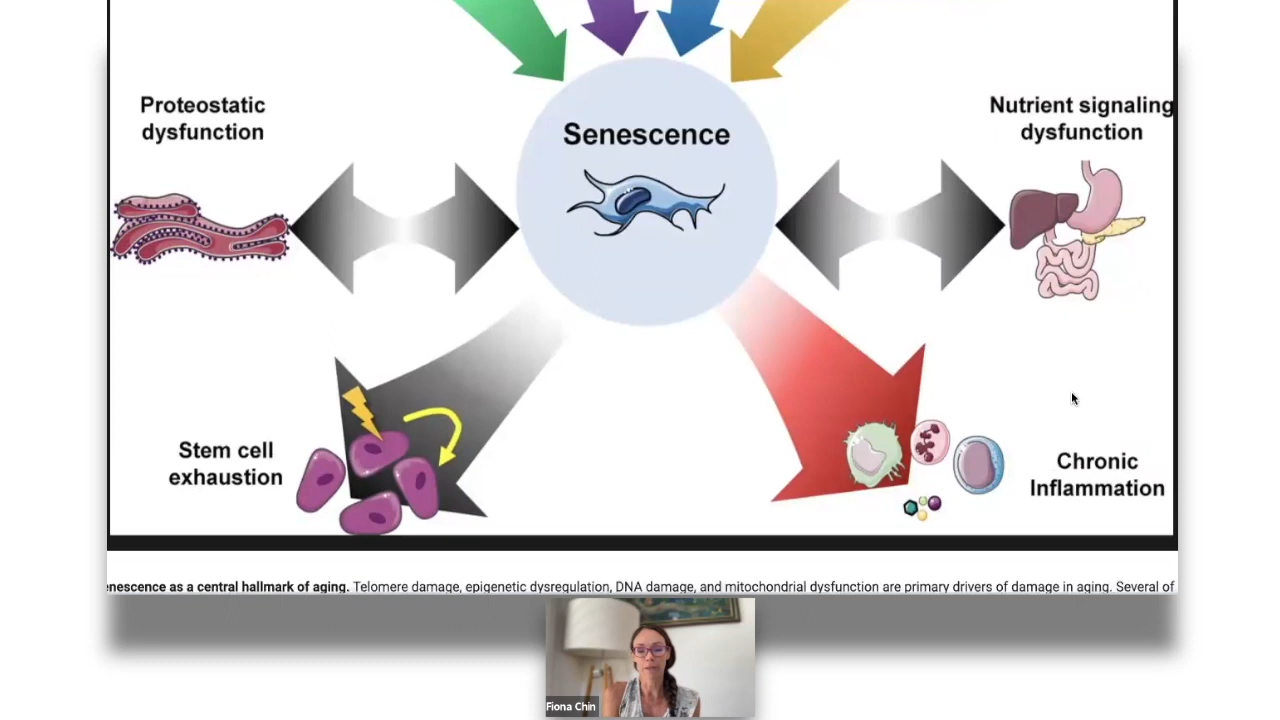 Proteostatic
dysfunction
Senescence
Nutrient signaling
dysfunction
Stem cell
exhaustion
Chronic
Inflammation
enescence as a central hallmark of aging. Telomere damage, epigenetic dysregulation, DNA damage, and mitochondrial dysfunction are primary drivers of damage in aging. Several of
Fiona Chin